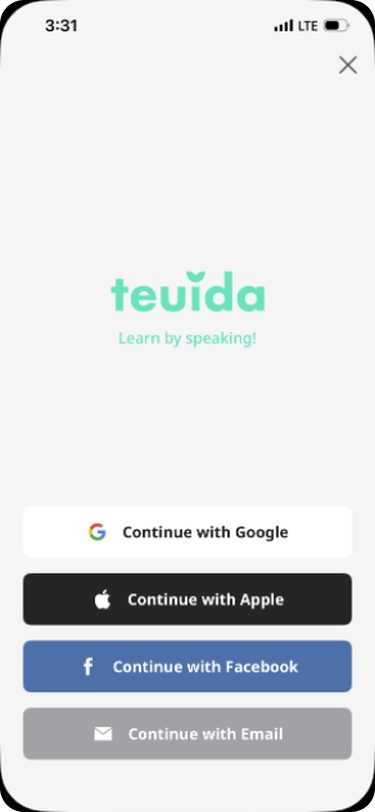 3:31 LTE
teuida
Learn by speaking!
Continue with Google
Continue with Apple
Continue with Facebook
Continue with Email